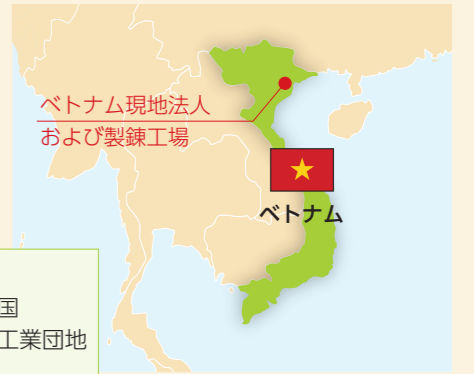 ベトナム現地法人
および製錬工場
ベトナム
国
工業団地